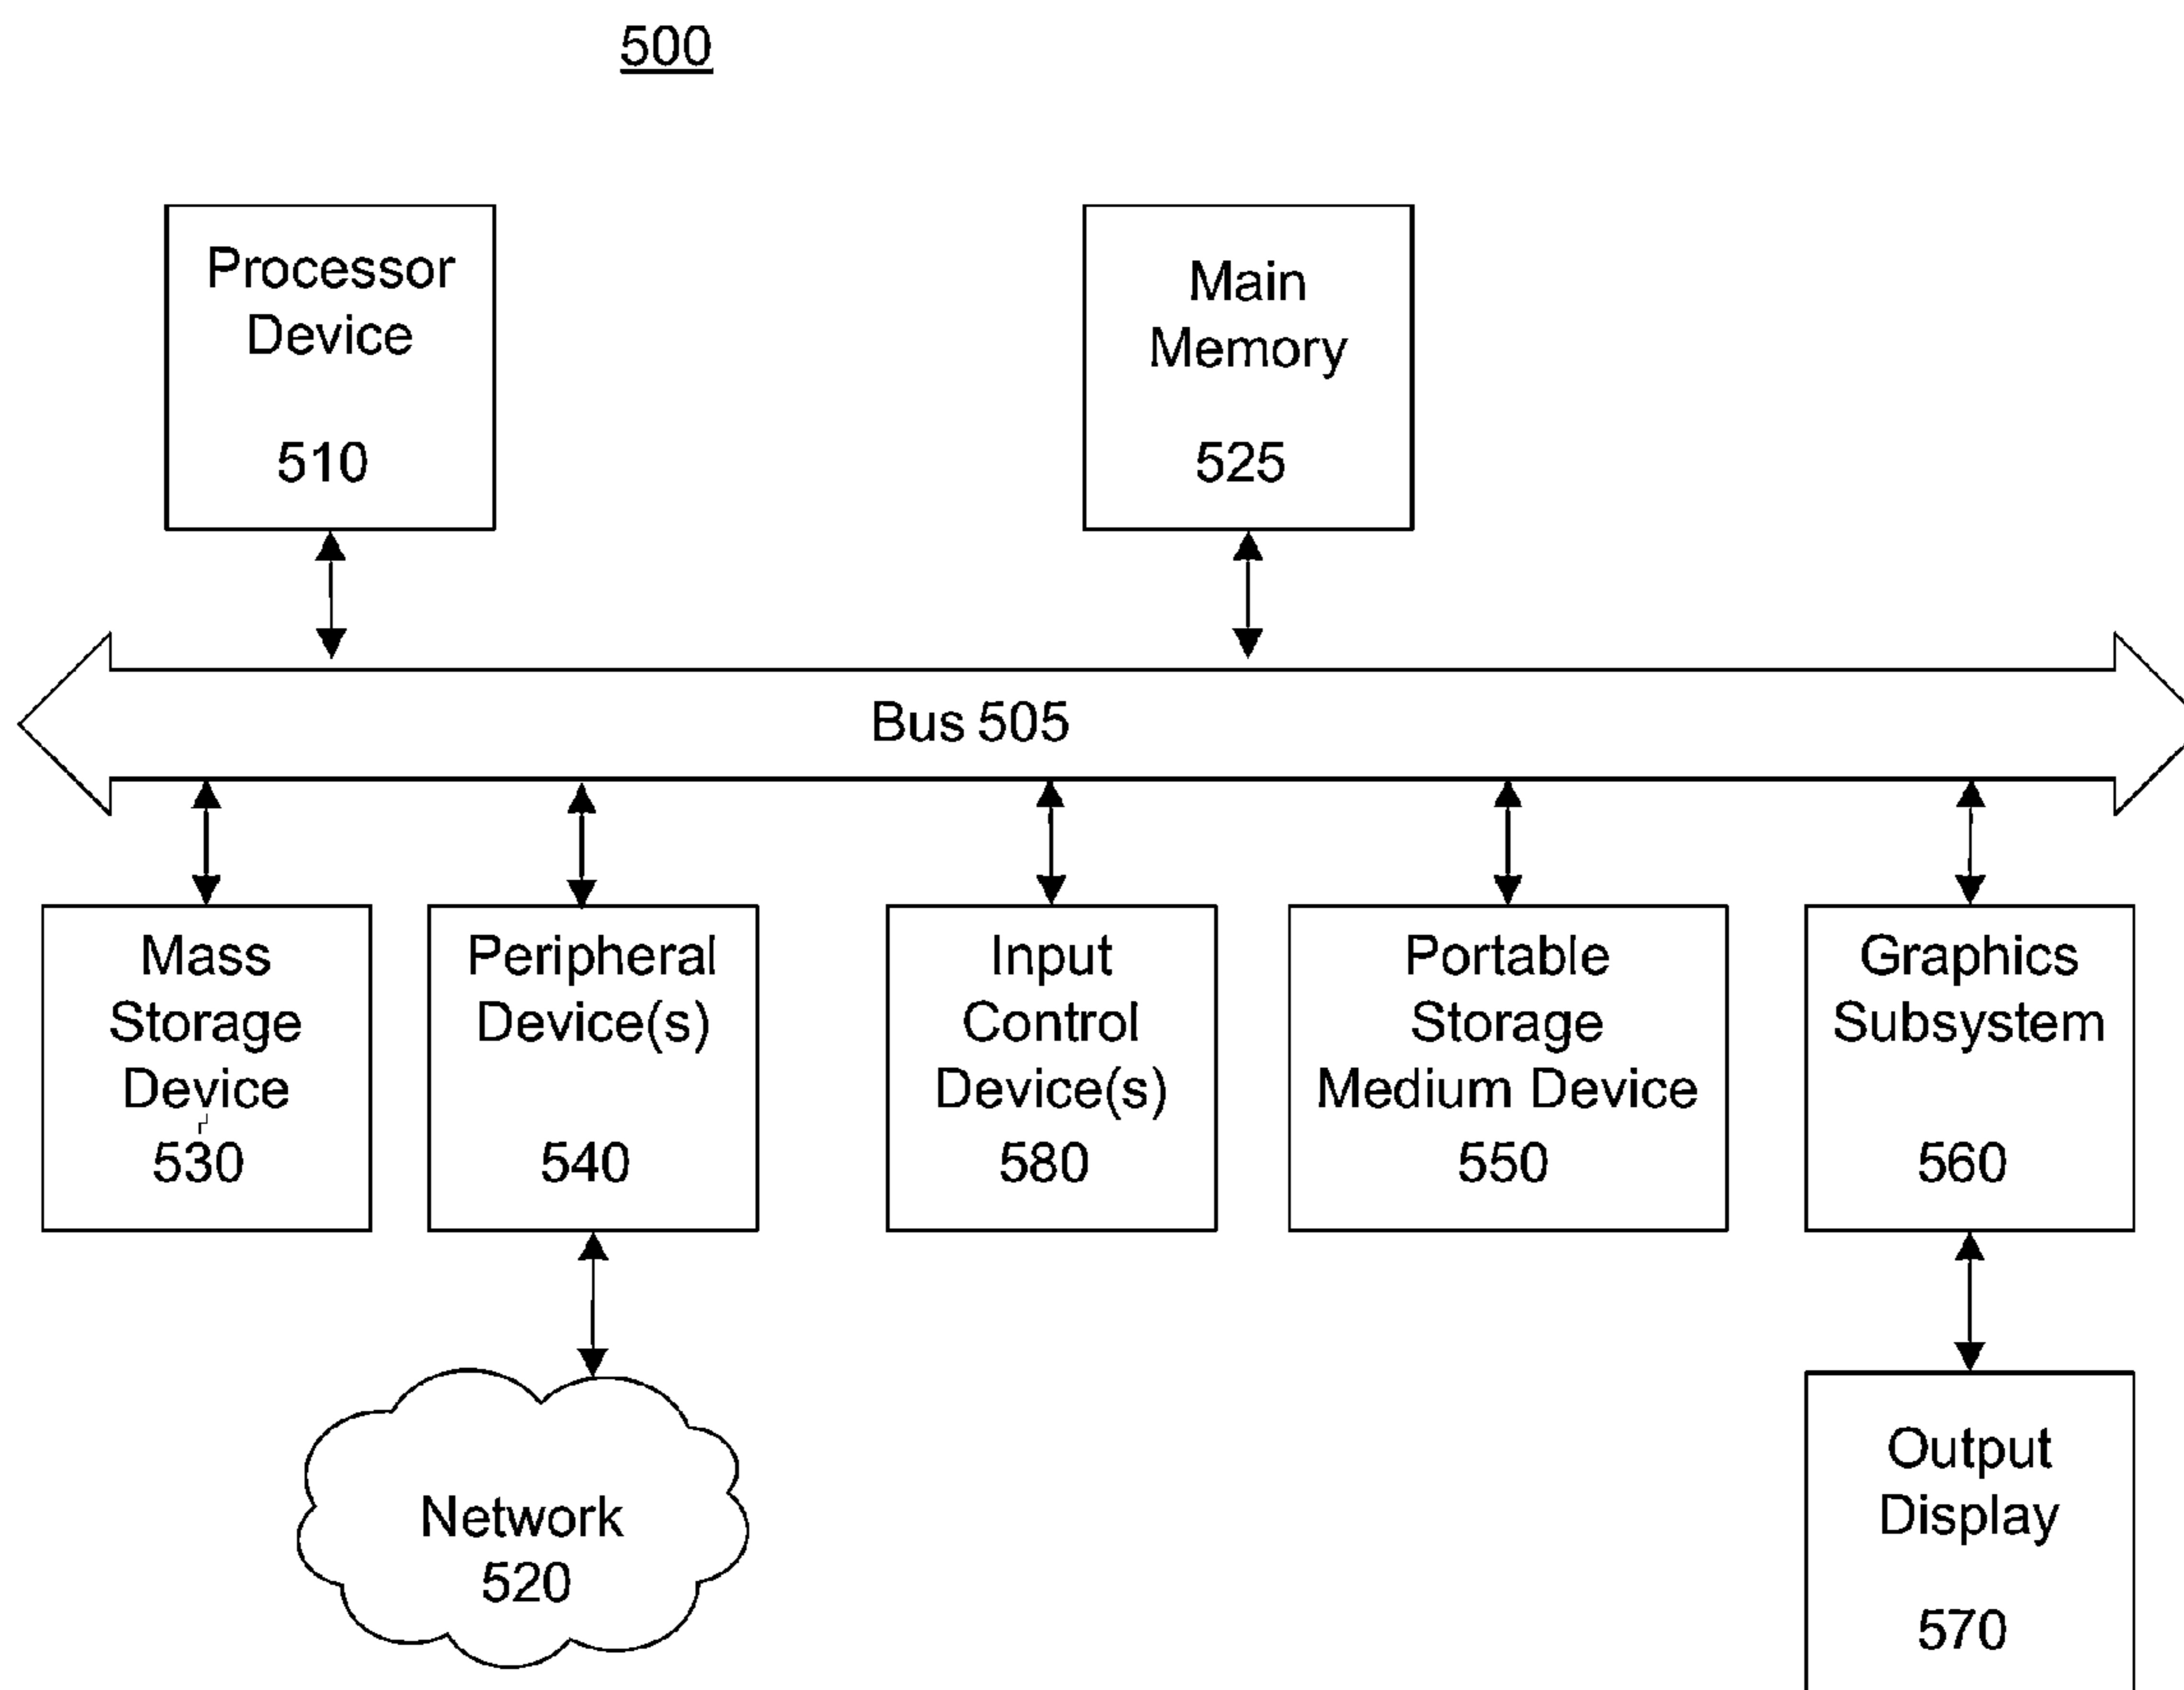 500
Processor
Device
510
Main
Memory
525
Bus 505
Mass
Storage
Device
530
Peripheral
Device(s)
540
Input
Control
Device(s)
580
Portable
Storage
Medium Device
550
Graphics
Subsystem
560
Network
520
Output
Display
570